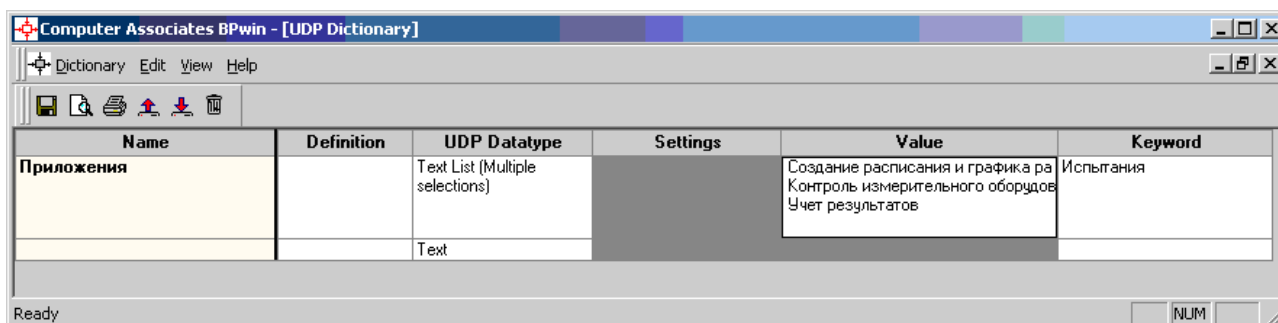 Computer Associates BPwin - [UDP Dictionary]
Dictionary Edit View Help
Name Definition UDP Datatype Settings Value Keyword
Приложения Text List (Multiple Создание расписания и графика ра Испытания
selections) Контроль измерительного оборудов
Учет результатов
Text
Ready NUM